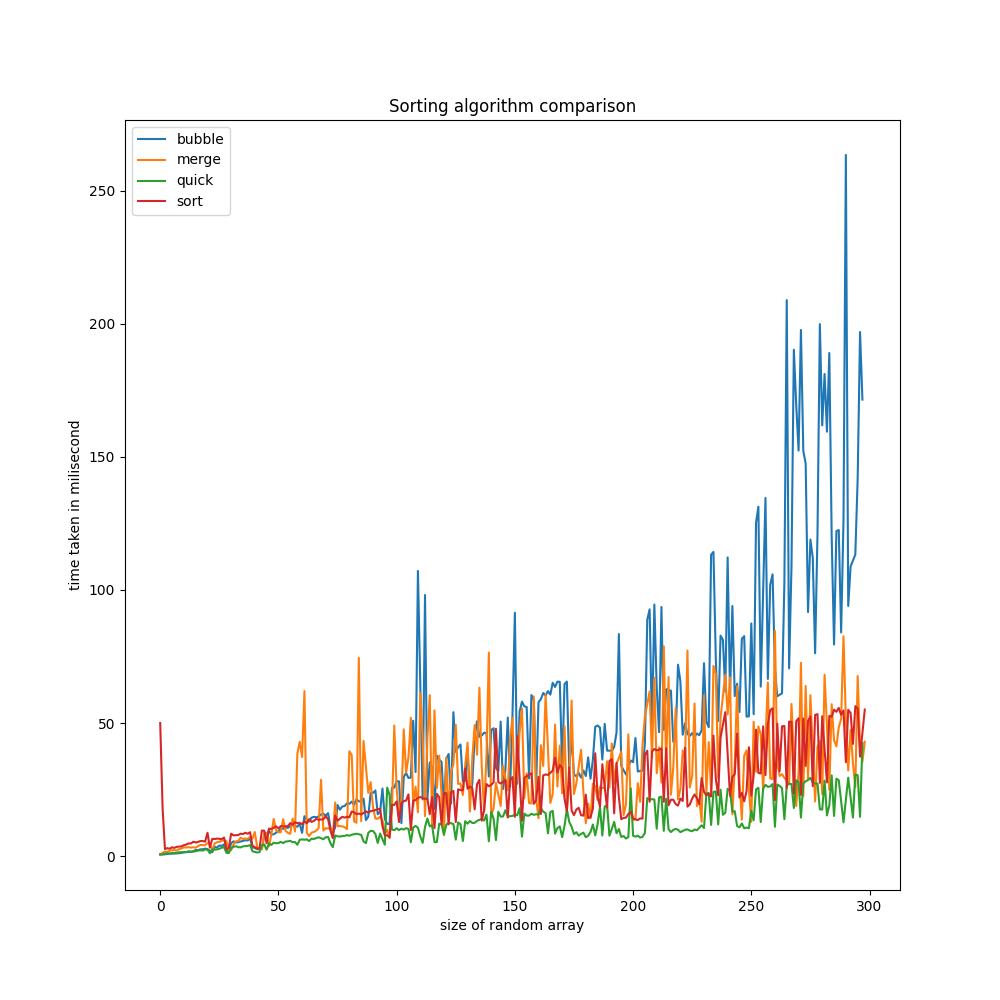 Sorting algorithm comparison
bubble
merge
quick
sort
250
200
150
100
50
0
time taken in milisecond
0 50 100 150 200 250 300
size of random array